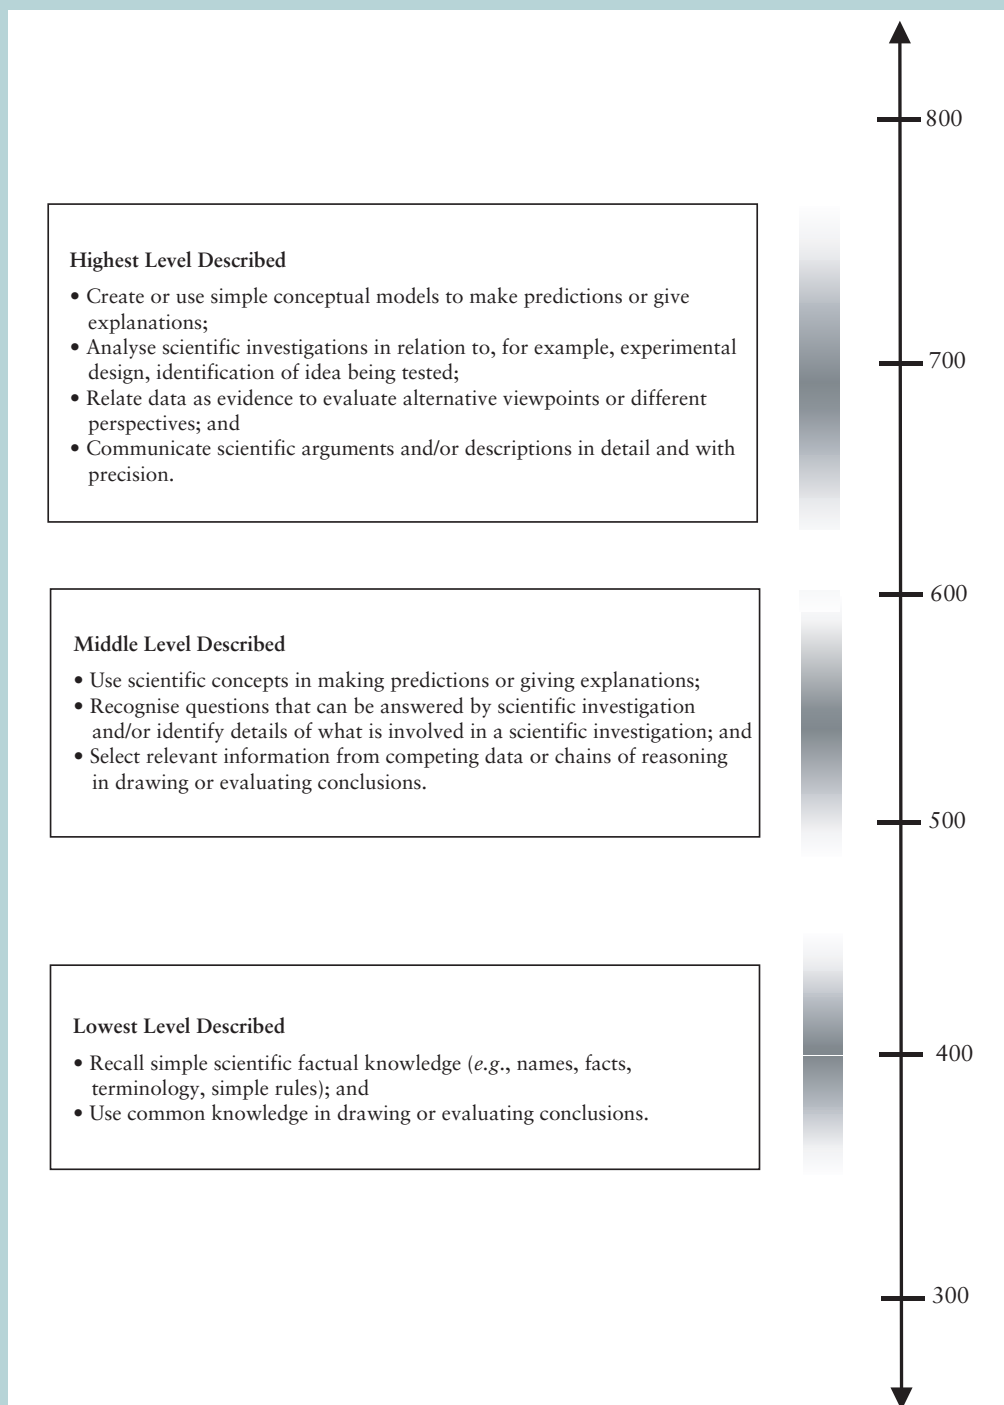 800
Highest Level Described
• Create or use simple conceptual models to make predictions or give
explanations;
• Analyse scientific investigations in relation to, for example, experimental
design, identification of idea being tested;
• Relate data as evidence to evaluate alternative viewpoints or different
perspectives; and
• Communicate scientific arguments and/or descriptions in detail and with
precision.
700
600
Middle Level Described
• Use scientific concepts in making predictions or giving explanations;
• Recognise questions that can be answered by scientific investigation
and/or identify details of what is involved in a scientific investigation; and
• Select relevant information from competing data or chains of reasoning
in drawing or evaluating conclusions.
500
Lowest Level Described
• Recall simple scientific factual knowledge (e.g., names, facts,
terminology, simple rules); and
• Use common knowledge in drawing or evaluating conclusions.
400
300